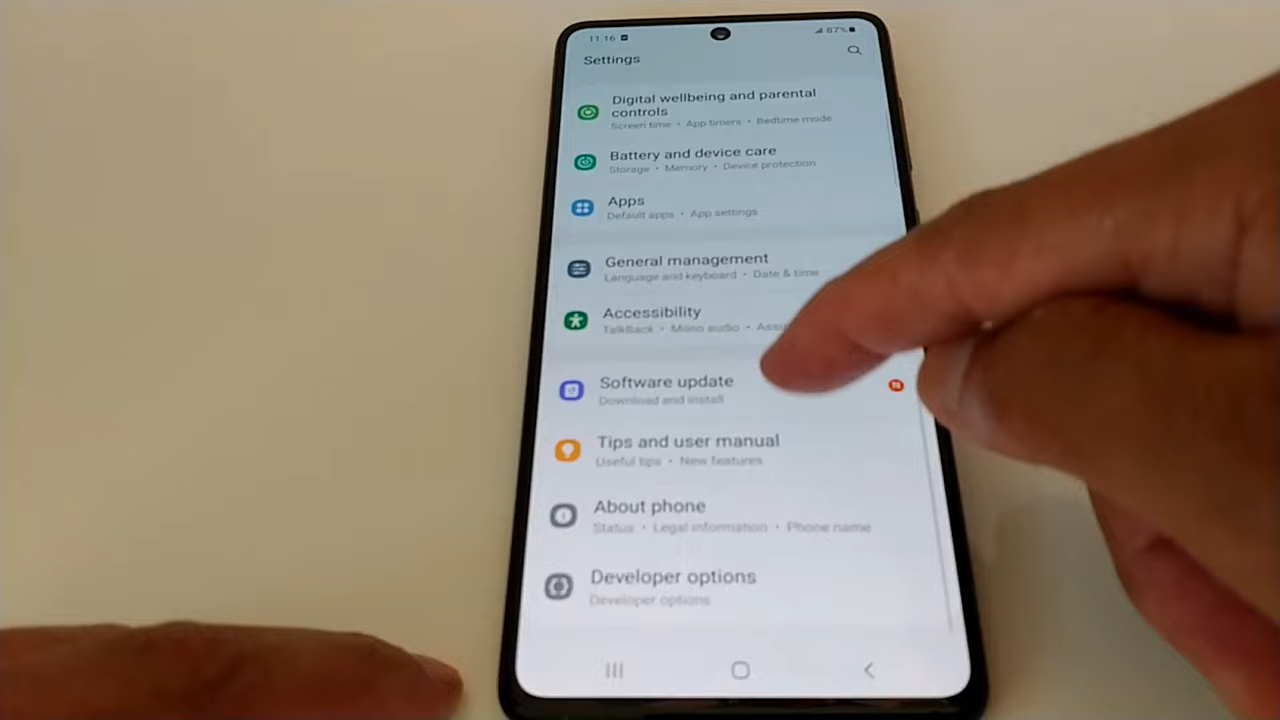 11:16
87%
Settings
Digital wellbeing and parental
controls
Screen time • App timers • Bedtime mode
Battery and device care
Storage • Memory • Device protection
Apps
Default apps • App settings
General management
Language and keyboard • Date & time
Accessibility
TalkBack • Mono audio •
Software update
Download and install
N
Tips and user manual
Useful tips • New features
About phone
Status • Legal information • Phone name
Developer options
Developer options